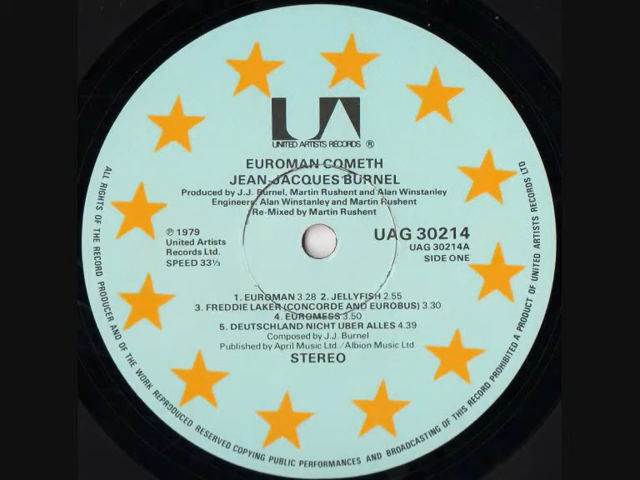 UA
UNITED ARTISTS RECORDS ®
EUROMAN COMETH
JEAN-JACQUES BURNEL
Produced by J.J. Burnel, Martin Rushent and Alan Winstanley
Engineers: Alan Winstanley and Martin Rushent
Re-Mixed by Martin Rushent
℗ 1979
United Artists
Records Ltd.
SPEED 33⅓
UAG 30214
UAG 30214A
SIDE ONE
1. EUROMAN 3.28 2. JELLYFISH 2.55
3. FREDDIE LAKER (CONCORDE AND EUROBUS) 3.30
4. EUROMESS 3.50
5. DEUTSCHLAND NICHT UBER ALLES 4.39
Composed by J.J. Burnel
Published by April Music Ltd./Albion Music Ltd.
STEREO
ALL RIGHTS OF THE RECORD PRODUCER AND OF THE WORK REPRODUCED RESERVED COPYING PUBLIC PERFORMANCES AND BROADCASTING OF THIS RECORD PROHIBITED A PRODUCT OF UNITED ARTISTS RECORDS LTD